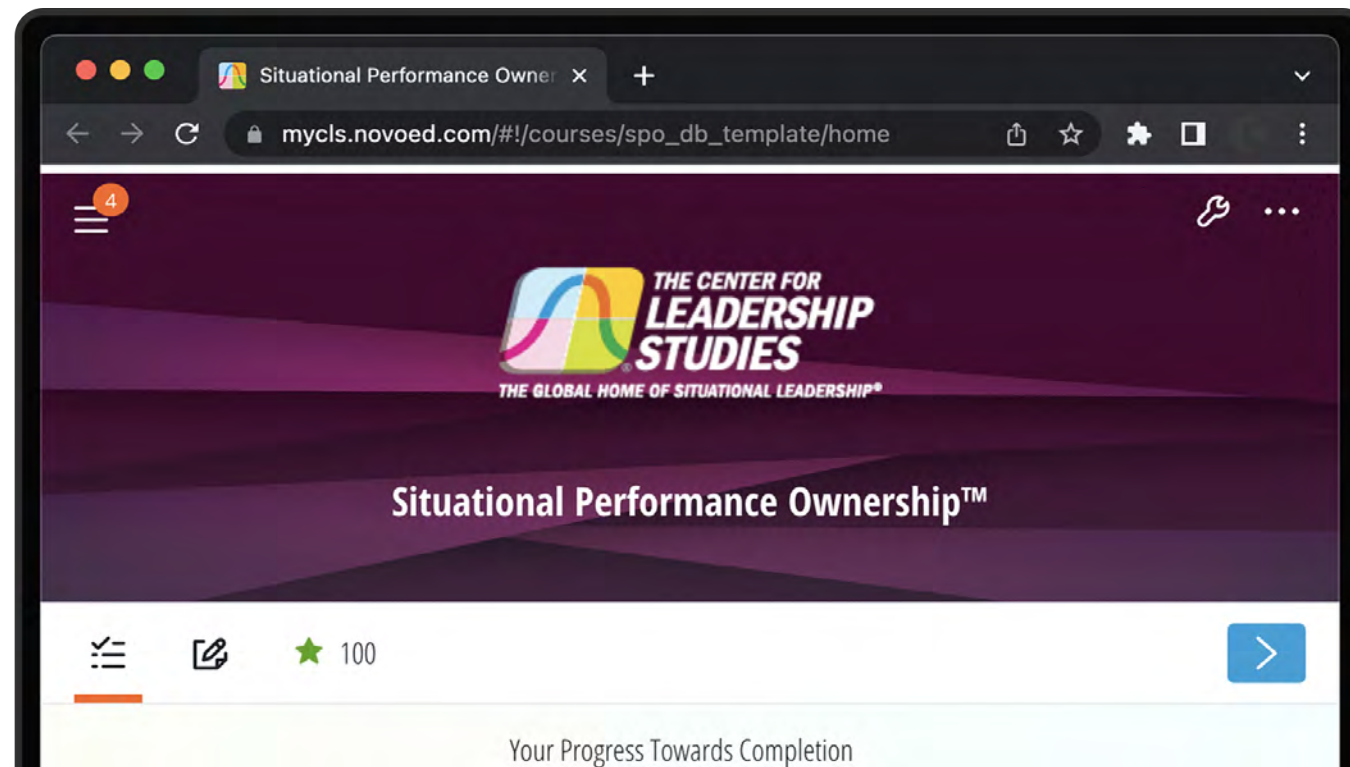 Situational Performance Owner
mycls.novoed.com/#!/courses/spo_db_template/home
4
THE CENTER FOR
LEADERSHIP
STUDIES
THE GLOBAL HOME OF SITUATIONAL LEADERSHIP®
Situational Performance Ownership™
100
Your Progress Towards Completion